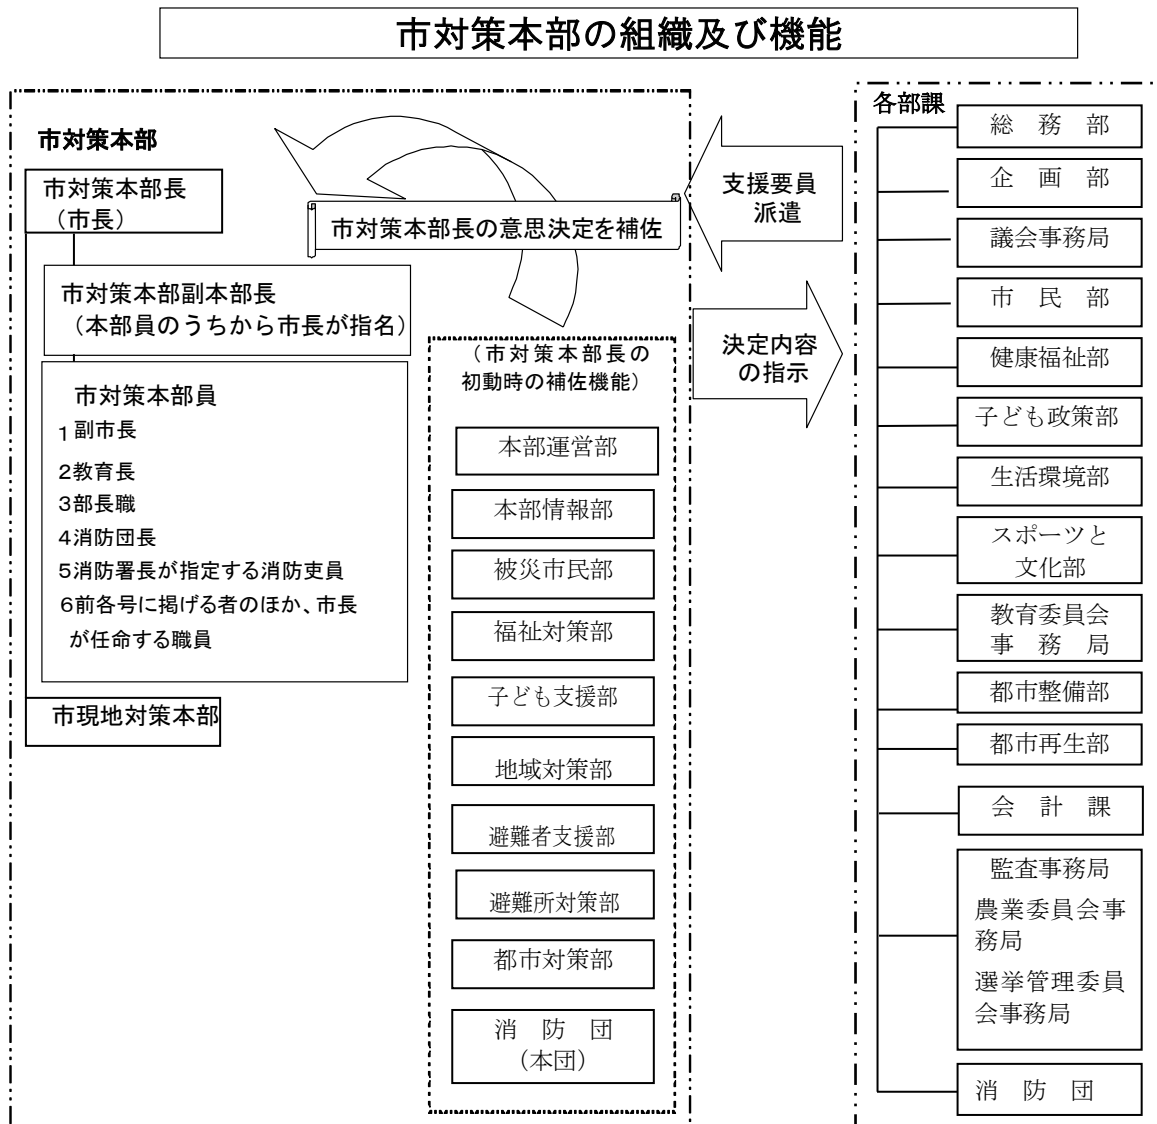 市対策本部の組織及び機能
市対策本部
市対策本部長
（市長）
市対策本部副本部長
（本部員のうちから市長が指名）
市対策本部員
1 副市長
2教育長
3部長職
4消防団長
5消防署長が指定する消防吏員
6前各号に掲げる者のほか、市長
が任命する職員
市現地対策本部
市対策本部長の意思決定を補佐
（市対策本部長の
初動時の補佐機能）
本部運営部
本部情報部
被災市民部
福祉対策部
子ども支援部
地域対策部
避難者支援部
避難所対策部
都市対策部
消　防　団
（本団）
支援要員
派遣
決定内容
の指示
各部課
総　務　部
企　画　部
議会事務局
市　民　部
健康福祉部
子ども政策部
生活環境部
スポーツと
文化部
教育委員会
事　務　局
都市整備部
都市再生部
会　計　課
監査事務局
農業委員会事
務局
選挙管理委員
会事務局
消　防　団